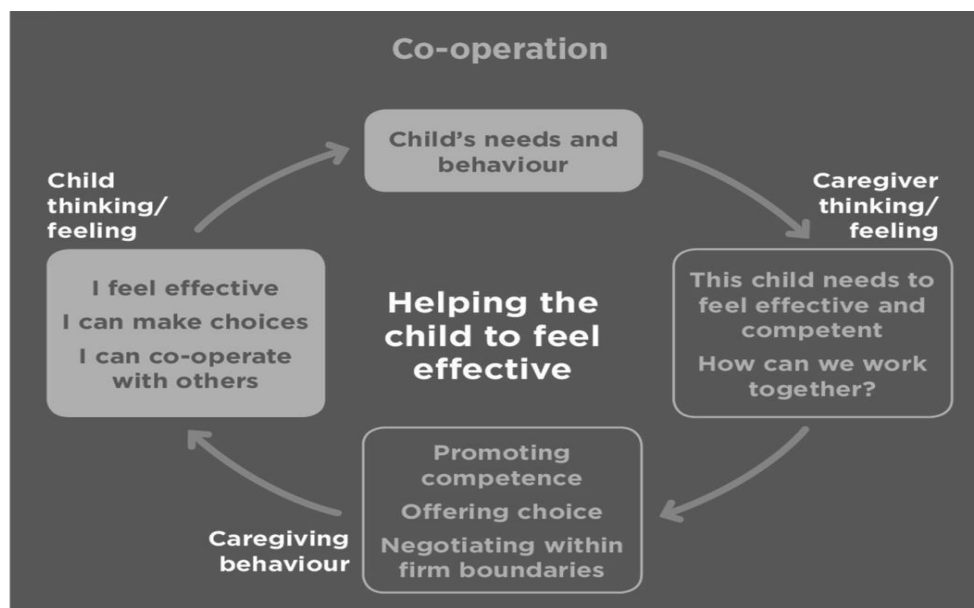 Co-operation
Child's needs and
behaviour
Child
thinking/
feeling
Caregiver
thinking/
feeling
I feel effective
I can make choices
I can co-operate
with others
Helping the
child to feel
effective
This child needs to
feel effective and
competent
How can we work
together?
Promoting
competence
Offering choice
Negotiating within
firm boundaries
Caregiving
behaviour